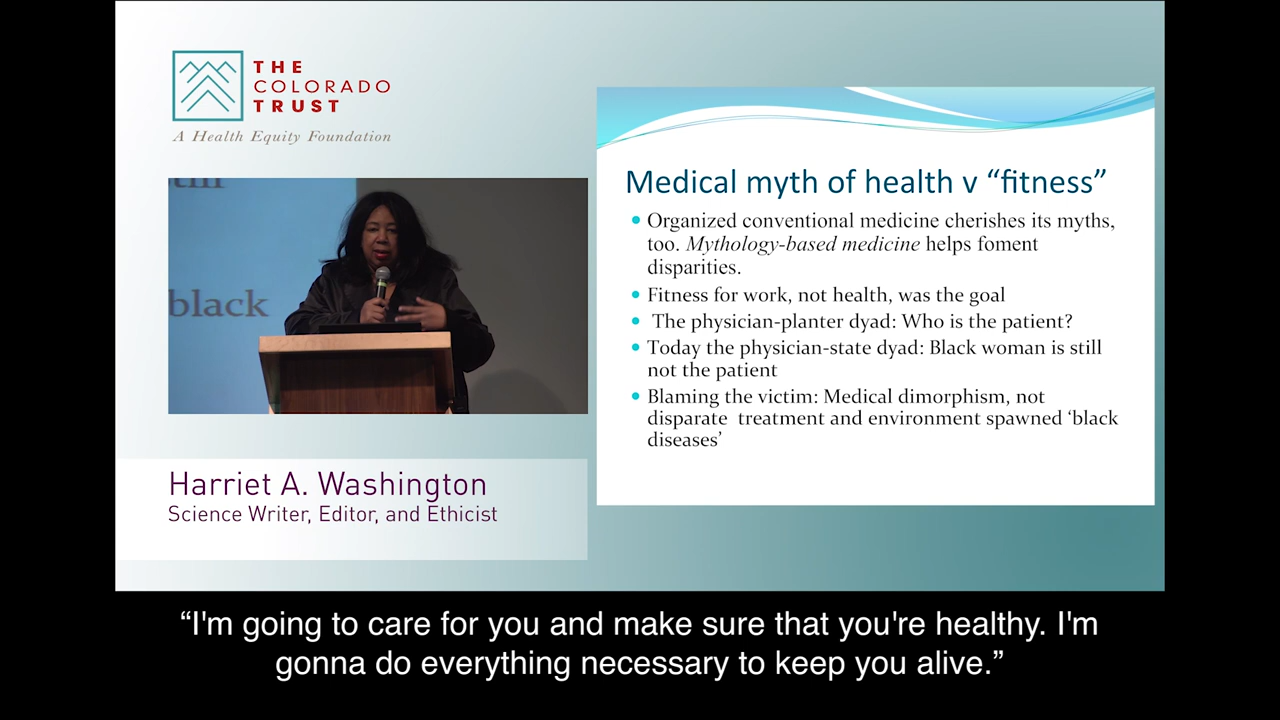 THE
COLORADO
TRUST
A Health Equity Foundation
still
black
Harriet A. Washington
Science Writer, Editor, and Ethicist
Medical myth of health v “fitness”
• Organized conventional medicine cherishes its myths,
too. Mythology-based medicine helps foment
disparities.
• Fitness for work, not health, was the goal
• The physician-planter dyad: Who is the patient?
• Today the physician-state dyad: Black woman is still
not the patient
• Blaming the victim: Medical dimorphism, not
disparate treatment and environment spawned ‘black
diseases’
“I'm going to care for you and make sure that you're healthy. I'm
gonna do everything necessary to keep you alive.”